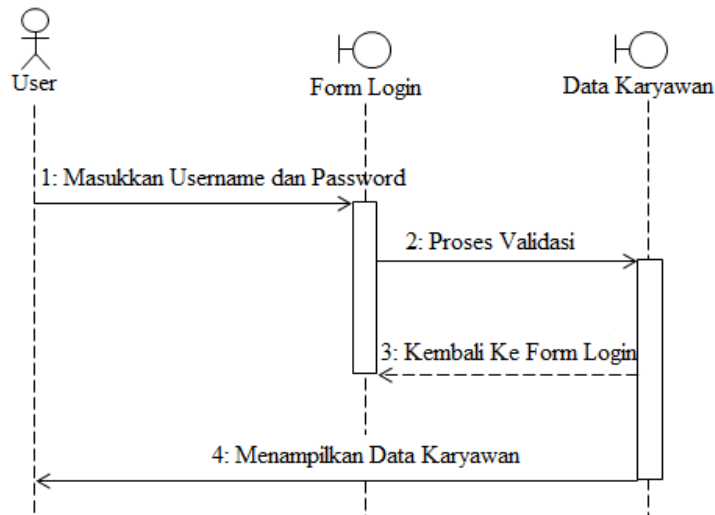 User
Form Login
Data Karyawan
1: Masukkan Username dan Password
2: Proses Validasi
3: Kembali Ke Form Login
4: Menampilkan Data Karyawan